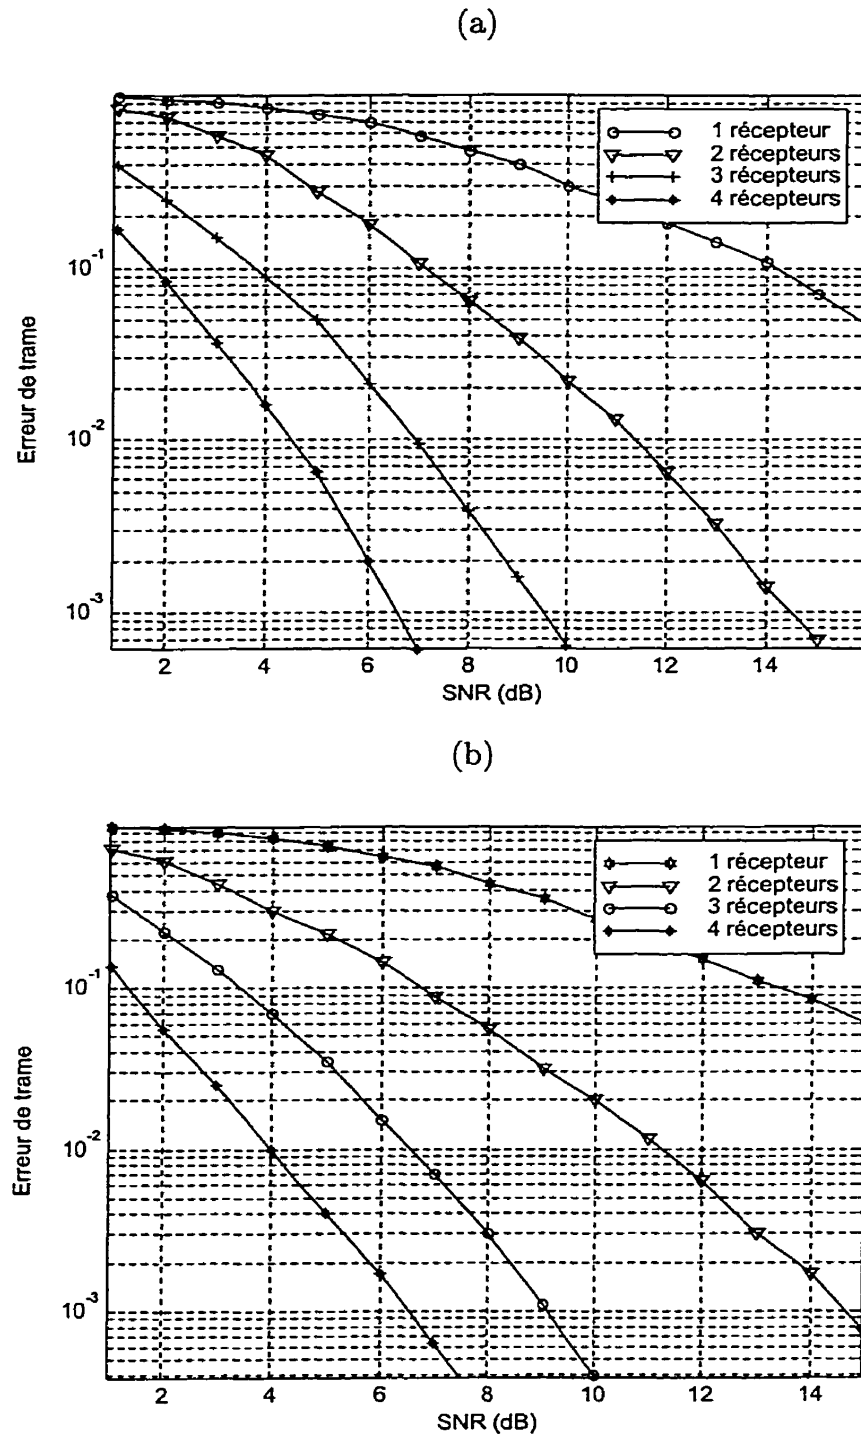 (a)
1 récepteur
2 récepteurs
3 récepteurs
4 récepteurs
10^-1
10^-2
10^-3
Erreur de trame
2 4 6 8 10 12 14
SNR (dB)
(b)
1 récepteur
2 récepteurs
3 récepteurs
4 récepteurs
10^-1
10^-2
10^-3
Erreur de trame
2 4 6 8 10 12 14
SNR (dB)